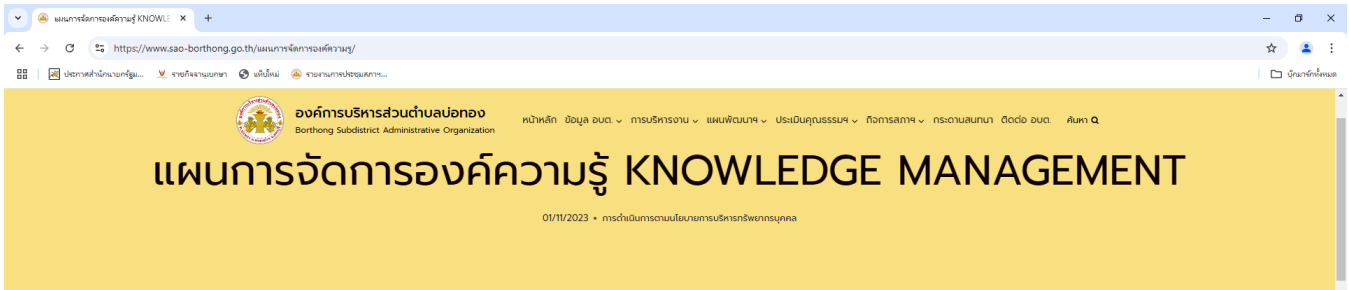 แผนการจัดการองค์ความรู้ KNOWLE
https://www.sao-borthong.go.th/แผนการจัดการองค์ความรู้/
ประกาศสำนักนายกรัฐม... ราชกิจจานุเบกษา แท็บใหม่ รายงานการประชุมสภาฯ... บุ๊กมาร์กทั้งหมด
องค์การบริหารส่วนตำบลบ่อทอง
Borthong Subdistrict Administrative Organization
หน้าหลัก ข้อมูล อบต. การบริหารงาน แผนพัฒนาฯ ประเมินคุณธรรมฯ กิจการสภาฯ กระดานสนทนา ติดต่อ อบต. ค้นหา
แผนการจัดการองค์ความรู้ KNOWLEDGE MANAGEMENT
01/11/2023 • การดำเนินการตามนโยบายการบริหารทรัพยากรบุคคล